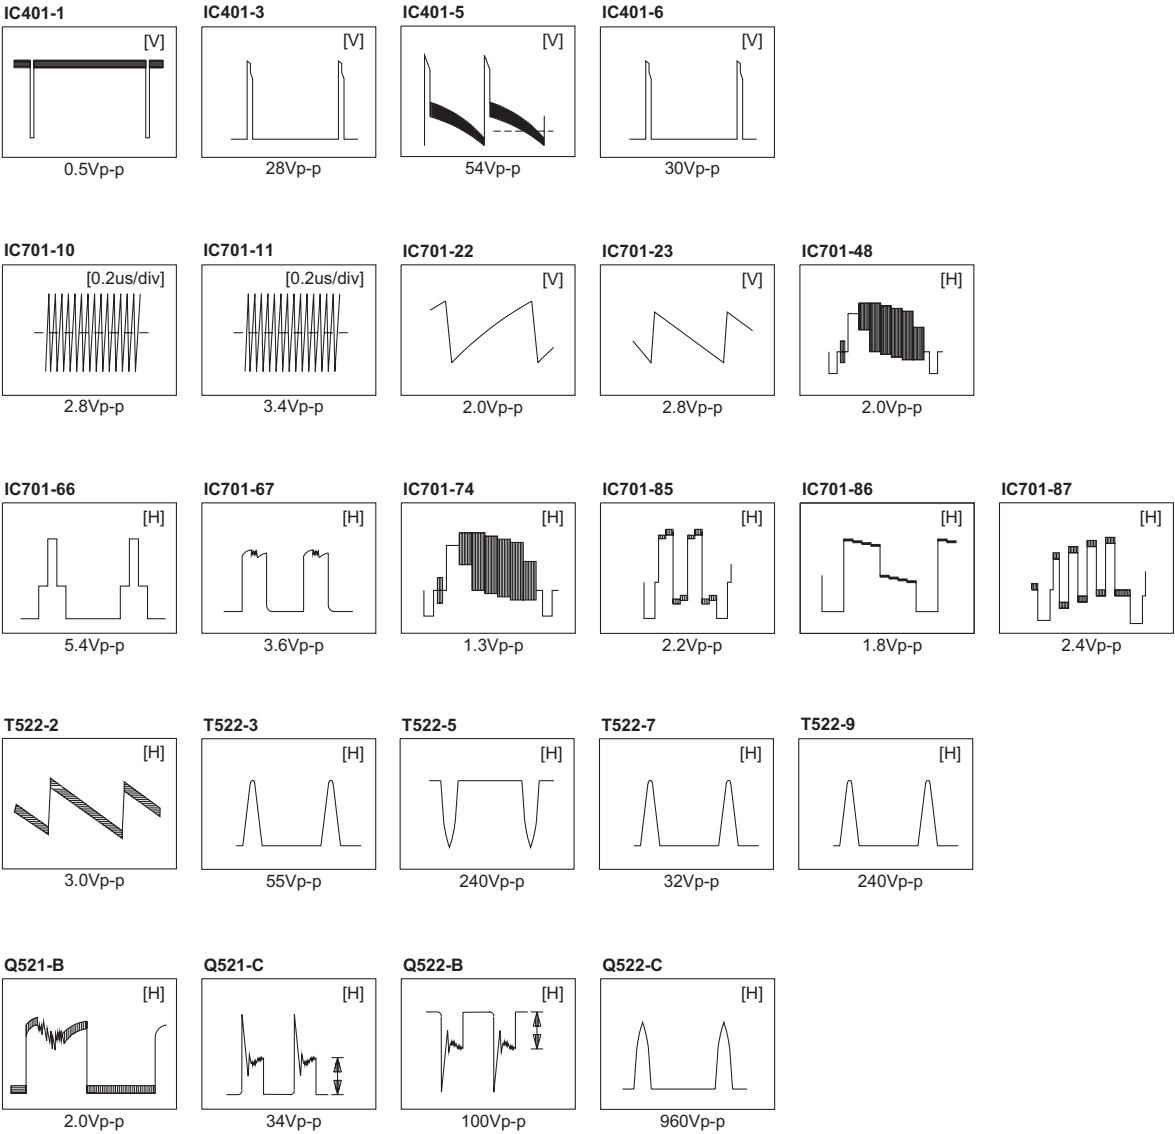 IC401-1 IC401-3 IC401-5 IC401-6
[V] [V] [V] [V]
0.5Vp-p 28Vp-p 54Vp-p 30Vp-p
IC701-10 IC701-11 IC701-22 IC701-23 IC701-48
[0.2us/div] [0.2us/div] [V] [V] [H]
2.8Vp-p 3.4Vp-p 2.0Vp-p 2.8Vp-p 2.0Vp-p
IC701-66 IC701-67 IC701-74 IC701-85 IC701-86 IC701-87
[H] [H] [H] [H] [H] [H]
5.4Vp-p 3.6Vp-p 1.3Vp-p 2.2Vp-p 1.8Vp-p 2.4Vp-p
T522-2 T522-3 T522-5 T522-7 T522-9
[H] [H] [H] [H] [H]
3.0Vp-p 55Vp-p 240Vp-p 32Vp-p 240Vp-p
Q521-B Q521-C Q522-B Q522-C
[H] [H] [H] [H]
2.0Vp-p 34Vp-p 100Vp-p 960Vp-p